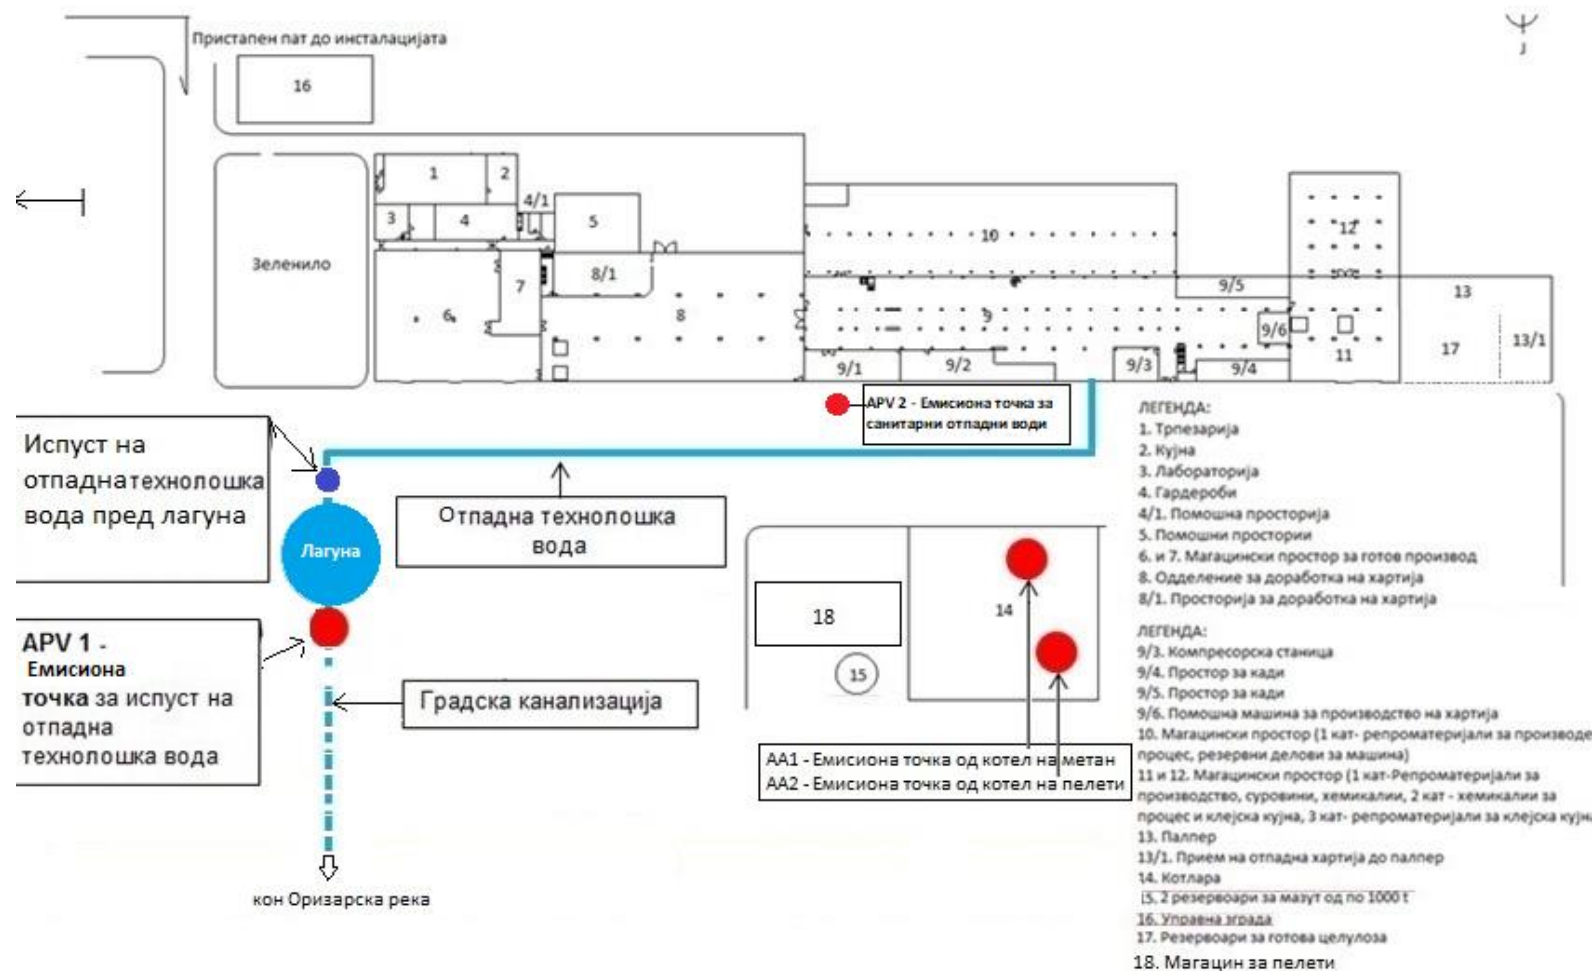 Пристапен пат до инсталацијата
Ј
16
1
2
4/1
3
4
5
Зеленило
7
8/1
6
8
10
12
9/5
13
9
9/6
9/1
9/2
9/3
9/4
11
17
13/1
APV 2 - Емисиона точка за
санитарни отпадни води
Испуст на
отпадна технолошка
вода пред лагуна
Отпадна технолошка
вода
Лагуна
APV 1 -
Емисиона
точка за испуст на
отпадна
технолошка вода
Градска канализација
кон Оризарска река
18
14
15
АА1 - Емисиона точка од котел на метан
АА2 - Емисиона точка од котел на пелети
ЛЕГЕНДА:
1. Трпезарија
2. Кујна
3. Лабораторија
4. Гардероби
4/1. Помошна просторија
5. Помошни простории
6. и 7. Магацински простор за готов производ
8. Одделение за доработка на хартија
8/1. Просторија за доработка на хартија
ЛЕГЕНДА:
9/3. Компресорска станица
9/4. Простор за кади
9/5. Простор за кади
9/6. Помошна машина за производство на хартија
10. Магацински простор (1 кат- репроматеријали за производе
процес, резервни делови за машина)
11 и 12. Магацински простор (1 кат-Репроматеријали за
производство, суровини, хемикалии, 2 кат - хемикалии за
процес и клејска кујна, 3 кат- репроматеријали за клејска кујна
13. Палпер
13/1. Прием на отпадна хартија до палпер
14. Котлара
15. 2 резервоари за мазут од по 1000 t
16. Управна зграда
17. Резервоари за готова целулоза
18. Магацин за пелети